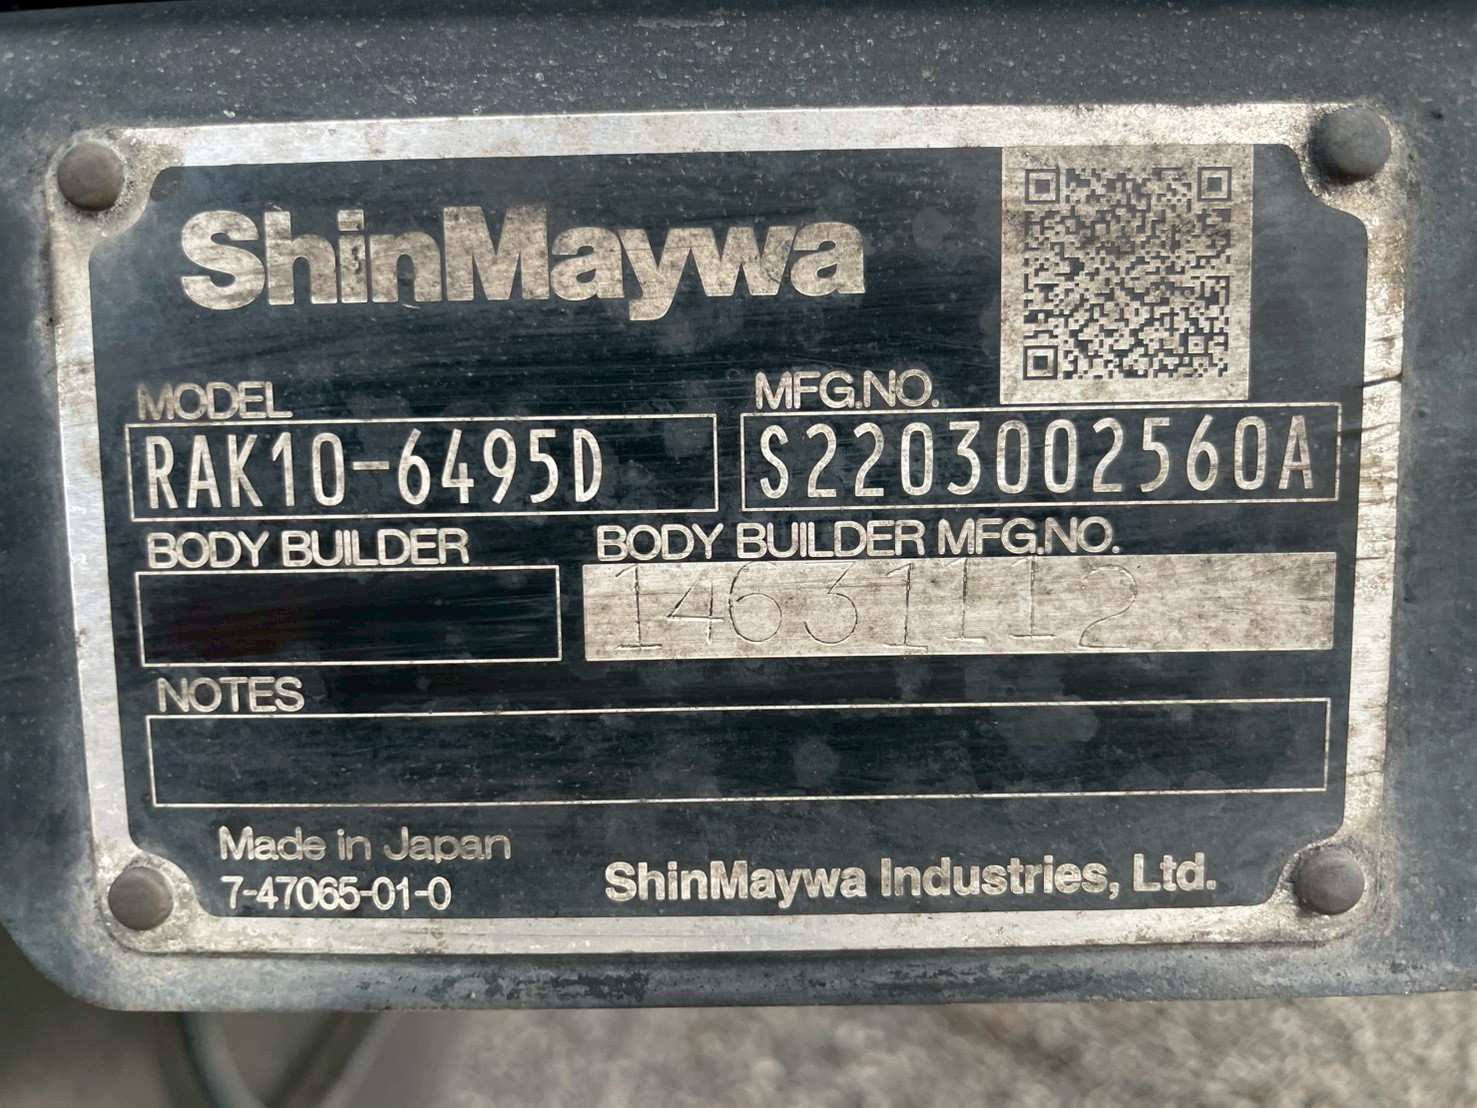 ShinMaywa
MODEL MFG.NO.
RAK10-6495D S2203002560A
BODY BUILDER BODY BUILDER MFG.NO.
14631112
NOTES
Made in Japan
7-47065-01-0 ShinMaywa Industries, Ltd.